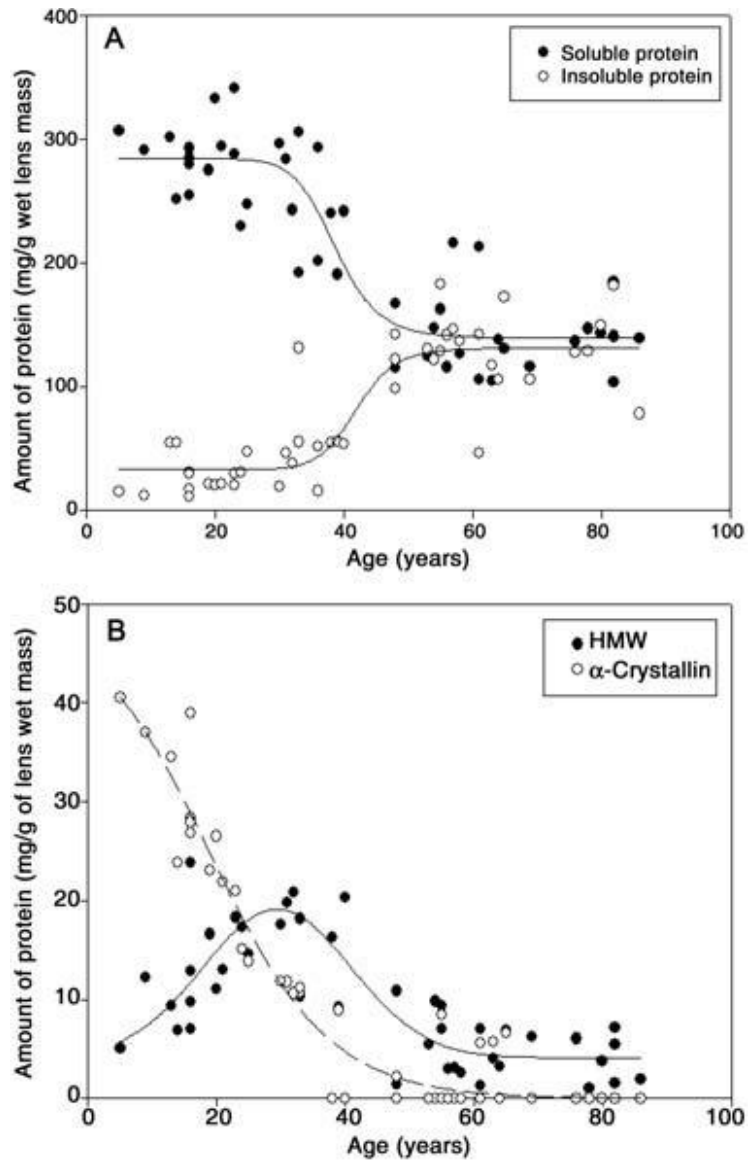 A
Soluble protein
Insoluble protein
Amount of protein (mg/g wet lens mass)
400
300
200
100
0
0 20 40 60 80 100
Age (years)
B
HMW
α-Crystallin
Amount of protein (mg/g of lens wet mass)
50
40
30
20
10
0
0 20 40 60 80 100
Age (years)